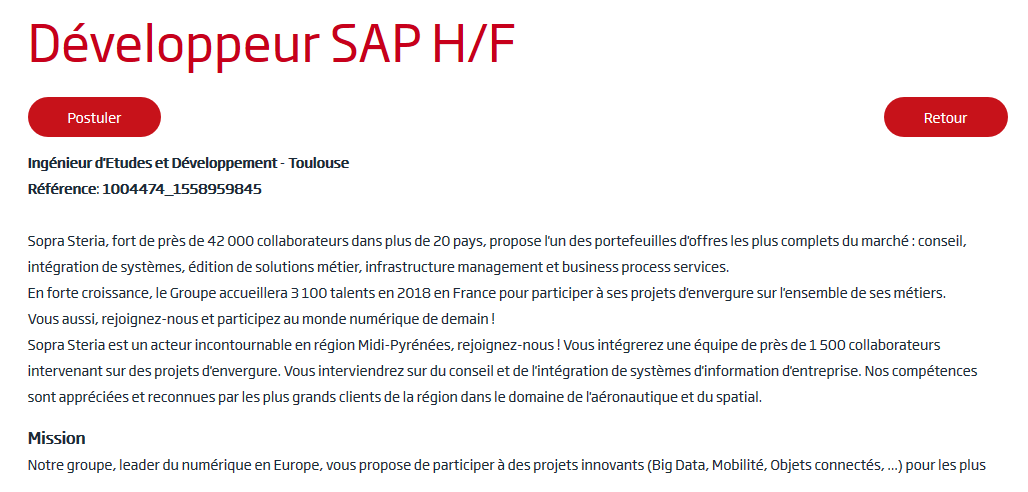 Développeur SAP H/F
Postuler
Retour
Ingénieur d'Etudes et Développement - Toulouse
Référence: 1004474_1558959845
Sopra Steria, fort de près de 42 000 collaborateurs dans plus de 20 pays, propose l'un des portefeuilles d'offres les plus complets du marché : conseil,
intégration de systèmes, édition de solutions métier, infrastructure management et business process services.
En forte croissance, le Groupe accueillera 3 100 talents en 2018 en France pour participer à ses projets d'envergure sur l'ensemble de ses métiers.
Vous aussi, rejoignez-nous et participez au monde numérique de demain !
Sopra Steria est un acteur incontournable en région Midi-Pyrénées, rejoignez-nous ! Vous intégrerez une équipe de près de 1 500 collaborateurs
intervenant sur des projets d'envergure. Vous interviendrez sur du conseil et de l'intégration de systèmes d'information d'entreprise. Nos compétences
sont appréciées et reconnues par les plus grands clients de la région dans le domaine de l'aéronautique et du spatial.
Mission
Notre groupe, leader du numérique en Europe, vous propose de participer à des projets innovants (Big Data, Mobilité, Objets connectés, ...) pour les plus